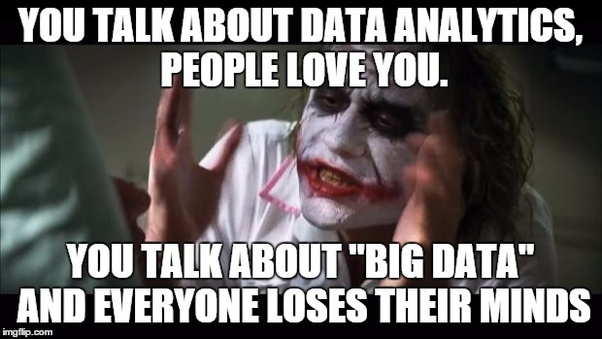 YOU TALK ABOUT DATA ANALYTICS,
PEOPLE LOVE YOU.
YOU TALK ABOUT "BIG DATA"
AND EVERYONE LOSES THEIR MINDS
imgflip.com